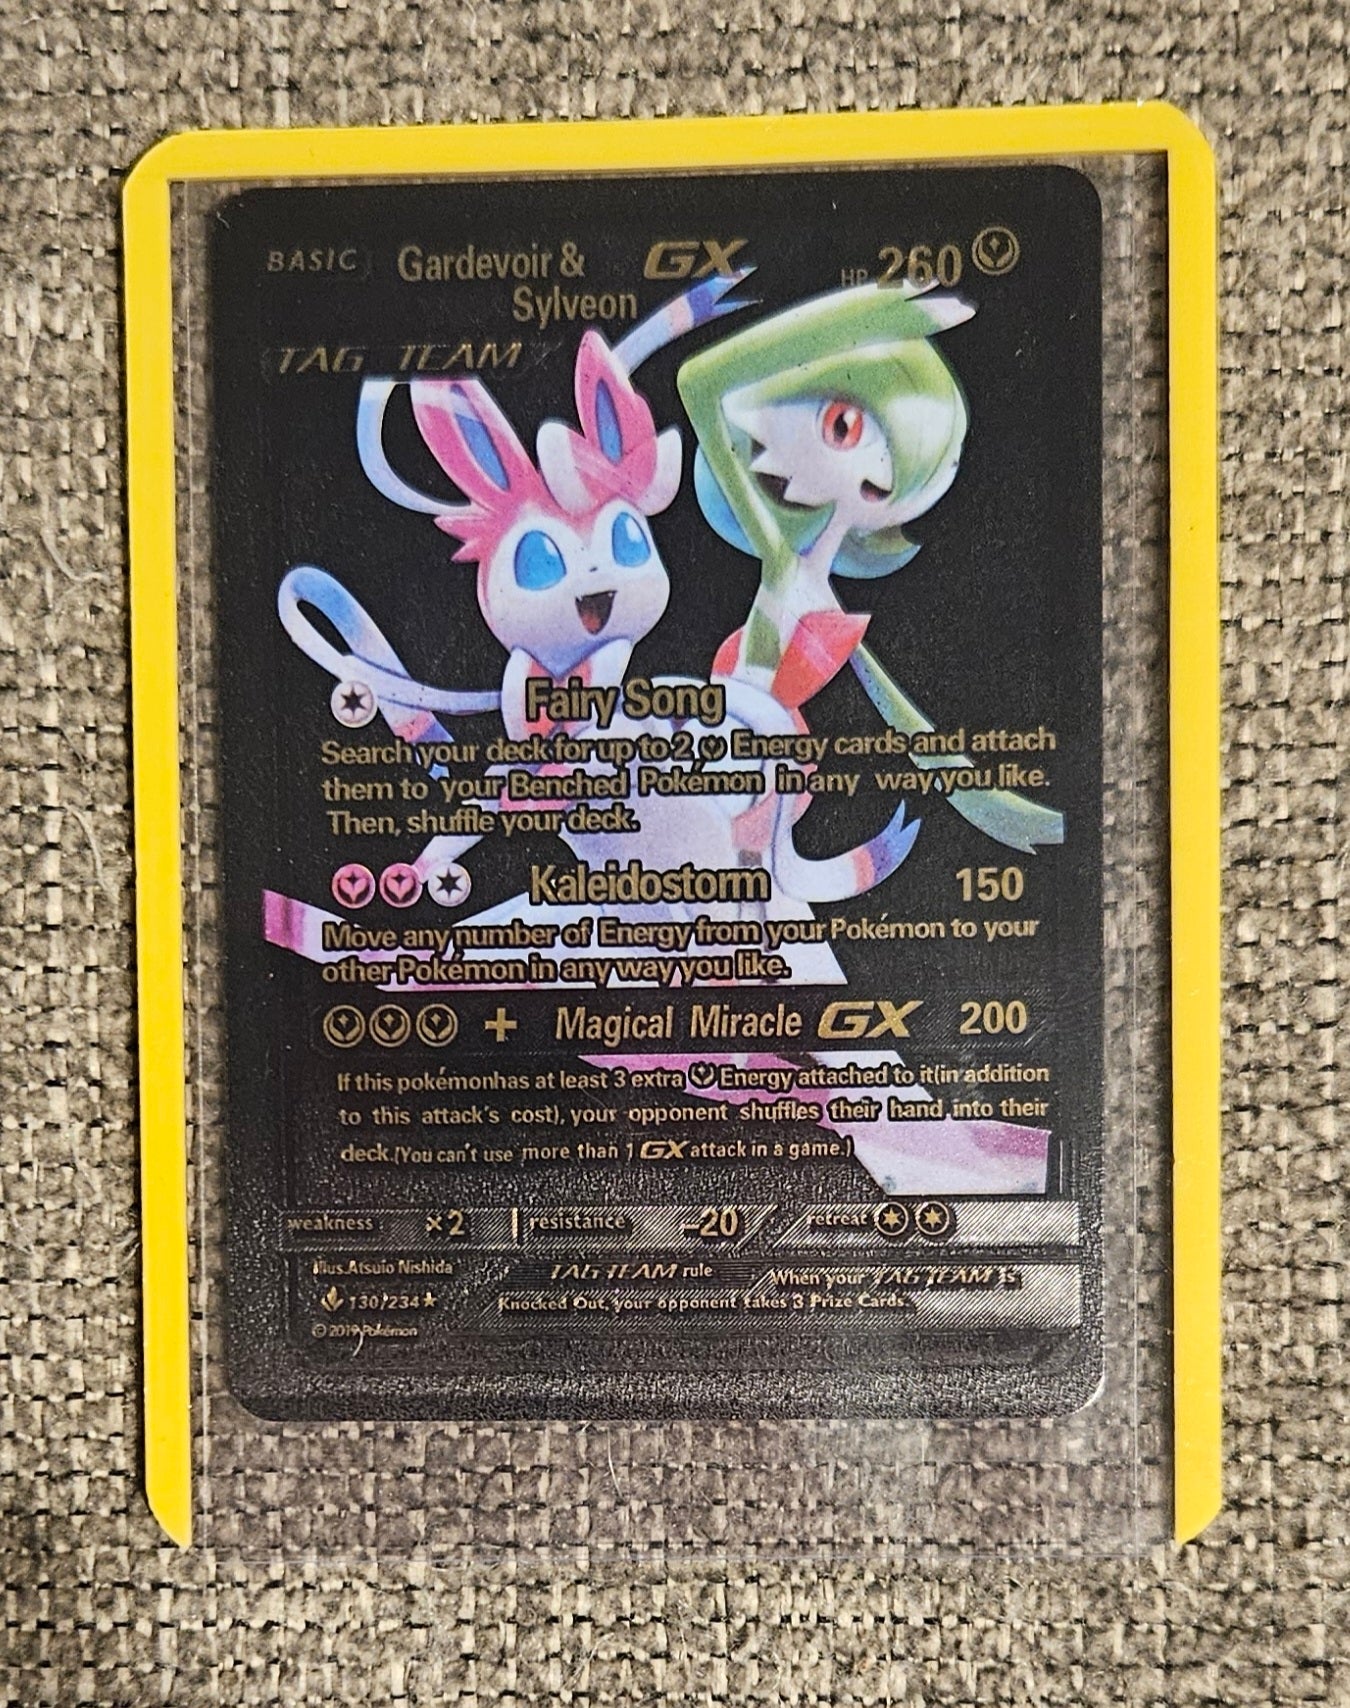 BASIC Gardevoir & GX HP 260
Sylveon
TAG TEAM
Fairy Song
Search your deck for up to 2 Energy cards and attach
them to your Benched Pokémon in any way you like.
Then, shuffle your deck.
Kaleidostorm 150
Move any number of Energy from your Pokémon to your
other Pokémon in any way you like.
+ Magical Miracle GX 200
If this pokémonhas at least 3 extra Energy attached to it(in addition
to this attack's cost), your opponent shuffles their hand into their
deck.(You can't use more than 1 GX attack in a game.)
weakness ×2 resistance -20 retreat
Illus.Atsuio Nishida TAG TEAM rule When your TAG TEAM is
130/234 Knocked Out, your opponent takes 3 Prize Cards.
© 2019 Pokémon